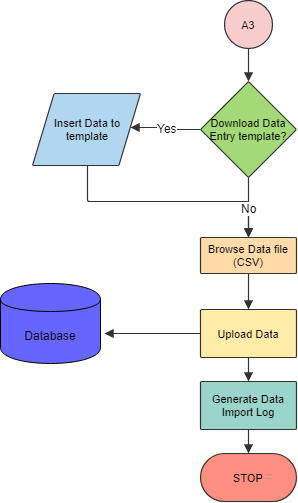 A3
Download Data
Entry template?
Yes
Insert Data to
template
No
Browse Data file
(CSV)
Upload Data
Database
Generate Data
Import Log
STOP